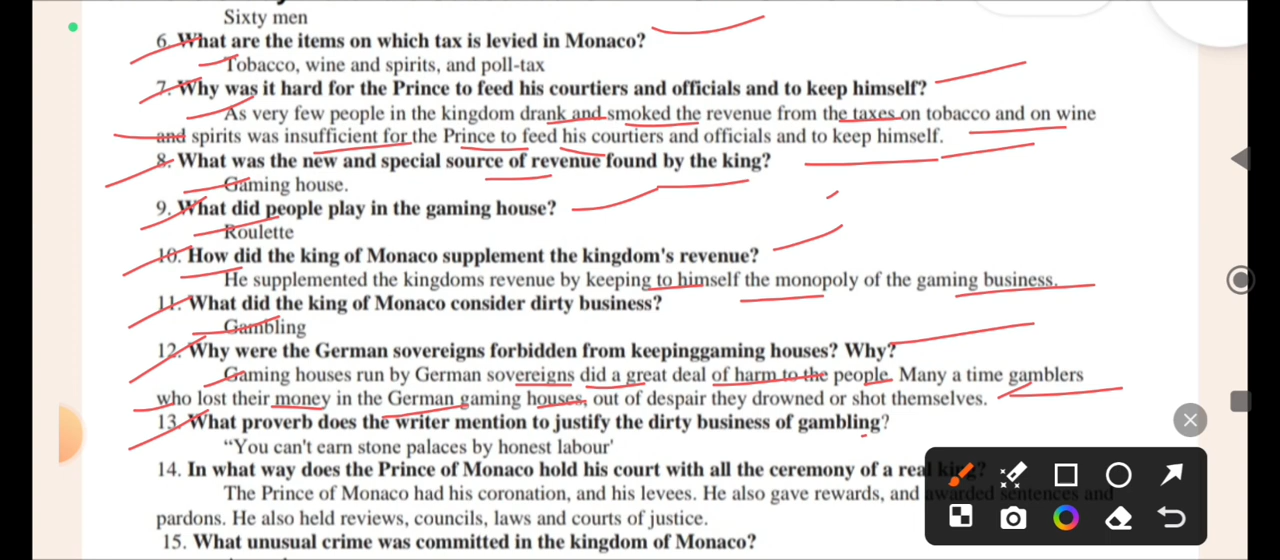 Sixty men
6. What are the items on which tax is levied in Monaco?
Tobacco, wine and spirits, and poll-tax
7. Why was it hard for the Prince to feed his courtiers and officials and to keep himself?
As very few people in the kingdom drank and smoked the revenue from the taxes on tobacco and on wine
and spirits was insufficient for the Prince to feed his courtiers and officials and to keep himself.
8. What was the new and special source of revenue found by the king?
Gaming house.
9. What did people play in the gaming house?
Roulette
10. How did the king of Monaco supplement the kingdom's revenue?
He supplemented the kingdoms revenue by keeping to himself the monopoly of the gaming business.
11. What did the king of Monaco consider dirty business?
Gambling
12. Why were the German sovereigns forbidden from keepinggaming houses? Why?
Gaming houses run by German sovereigns did a great deal of harm to the people. Many a time gamblers
who lost their money in the German gaming houses, out of despair they drowned or shot themselves.
13. What proverb does the writer mention to justify the dirty business of gambling?
“You can't earn stone palaces by honest labour'
14. In what way does the Prince of Monaco hold his court with all the ceremony of a real king?
The Prince of Monaco had his coronation, and his levees. He also gave rewards, and awarded sentences and
pardons. He also held reviews, councils, laws and courts of justice.
15. What unusual crime was committed in the kingdom of Monaco?